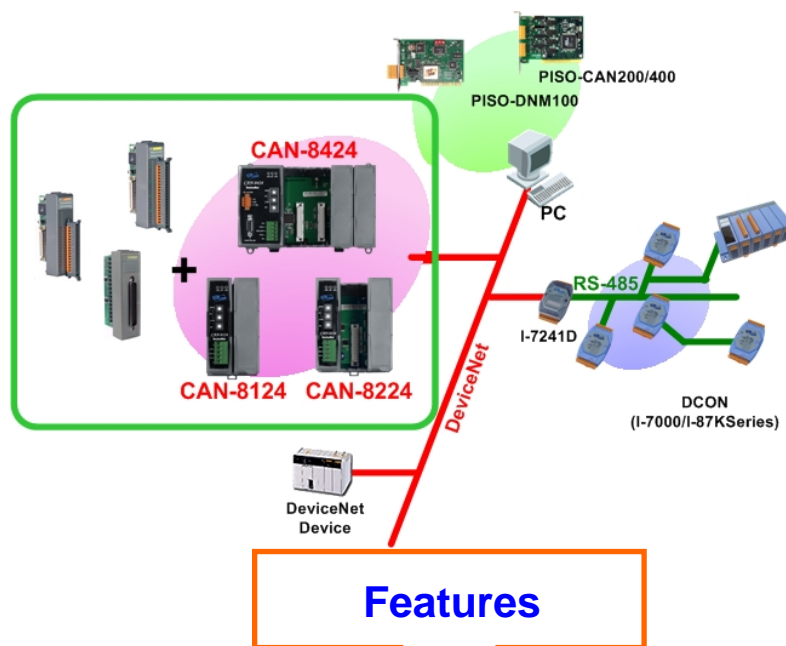 PISO-CAN200/400
PISO-DNM100
CAN-8424
PC
RS-485
I-7241D
CAN-8124
CAN-8224
DeviceNet
DCON
(I-7000/I-87KSeries)
DeviceNet
Device
Features